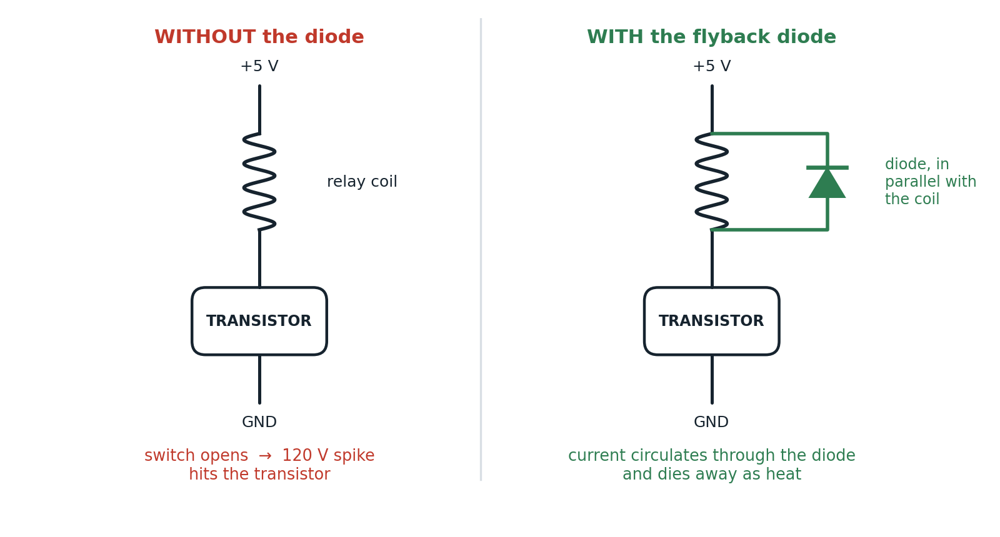 WITHOUT the diode
+5 V
relay coil
TRANSISTOR
GND
switch opens → 120 V spike
hits the transistor
WITH the flyback diode
+5 V
diode, in
parallel with
the coil
TRANSISTOR
GND
current circulates through the diode
and dies away as heat